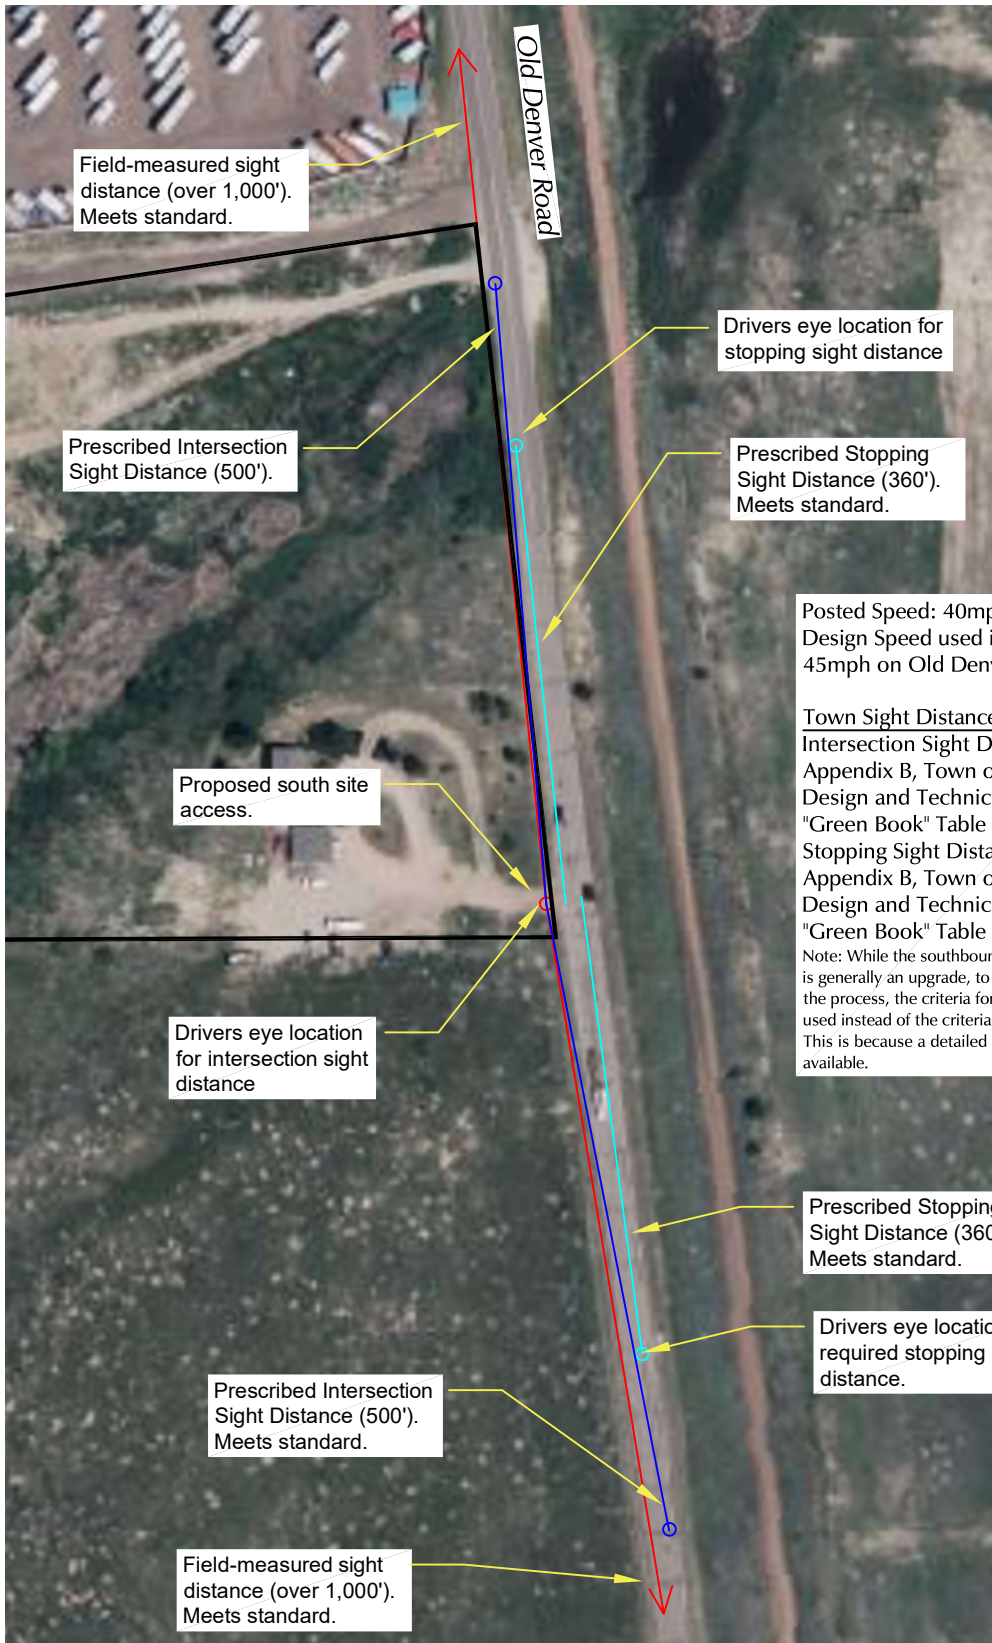 Old Denver Road
Field-measured sight
distance (over 1,000').
Meets standard.
Drivers eye location for
stopping sight distance
Prescribed Intersection
Sight Distance (500').
Prescribed Stopping
Sight Distance (360').
Meets standard.
Posted Speed: 40mp
Design Speed used i
45mph on Old Den
Town Sight Distance
Intersection Sight D
Appendix B, Town o
Design and Technic
"Green Book" Table
Stopping Sight Dista
Appendix B, Town o
Design and Technic
"Green Book" Table
Note: While the southboun
is generally an upgrade, to
the process, the criteria for
used instead of the criteria
This is because a detailed
available.
Proposed south site
access.
Drivers eye location
for intersection sight
distance
Prescribed Stopping
Sight Distance (360
Meets standard.
Drivers eye locatio
required stopping
distance.
Prescribed Intersection
Sight Distance (500').
Meets standard.
Field-measured sight
distance (over 1,000').
Meets standard.